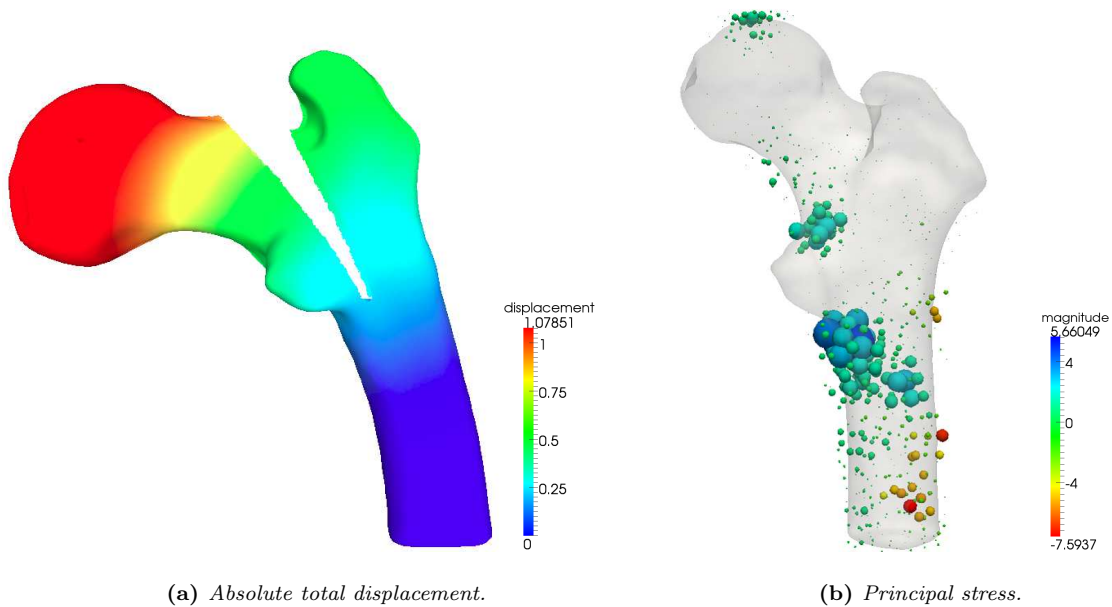 displacement
1.07851
1
0.75
0.5
0.25
0
magnitude
5.66049
4
0
-4
-7.5937
(a) Absolute total displacement.
(b) Principal stress.